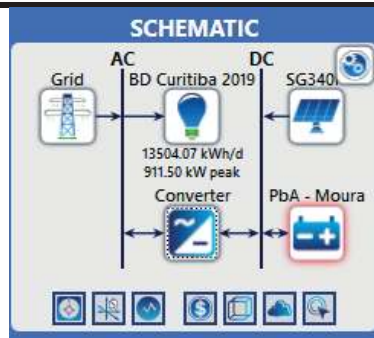 SCHEMATIC
AC DC
Grid BD Curitiba 2019 SG340
13504.07 kWh/d
911.50 kW peak
Converter PbA - Moura